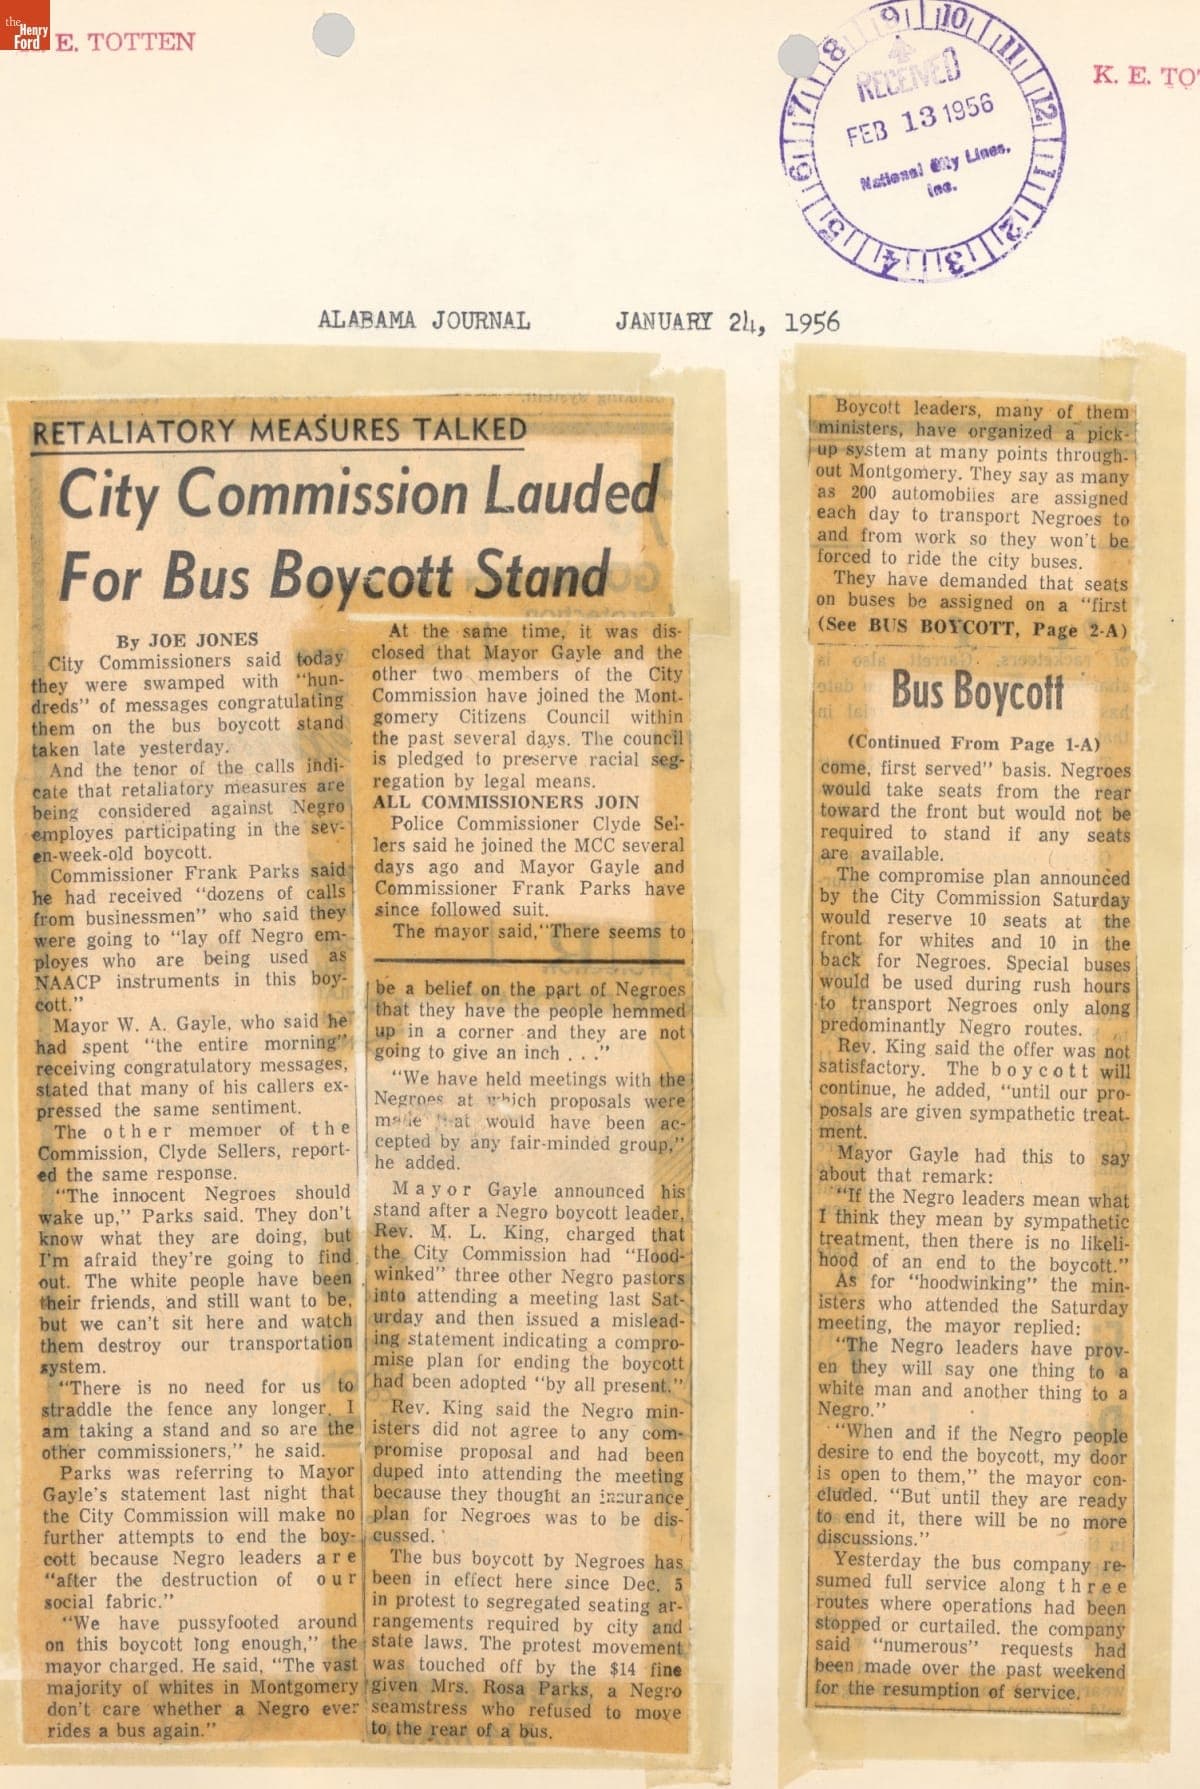 the
Henry
Ford
E. TOTTEN
K. E. TO
7 8 9 10 11 12 1 2 3 4 5 6
RECEIVED
FEB 13 1956
National City Lines,
Inc.
ALABAMA JOURNAL JANUARY 24, 1956
RETALIATORY MEASURES TALKED
City Commission Lauded
For Bus Boycott Stand
By JOE JONES
City Commissioners said today
they were swamped with "hun-
dreds" of messages congratulating
them on the bus boycott stand
taken late yesterday.
And the tenor of the calls indi-
cate that retaliatory measures are
being considered against Negro
employes participating in the sev-
en-week-old boycott.
Commissioner Frank Parks said
he had received "dozens of calls
from businessmen" who said they
were going to "lay off Negro em-
ployes who are being used as
NAACP instruments in this boy-
cott."
Mayor W. A. Gayle, who said he
had spent "the entire morning"
receiving congratulatory messages,
stated that many of his callers ex-
pressed the same sentiment.
The other memoer of the
Commission, Clyde Sellers, report-
ed the same response.
"The innocent Negroes should
wake up," Parks said. They don't
know what they are doing, but
I'm afraid they're going to find
out. The white people have been
their friends, and still want to be,
but we can't sit here and watch
them destroy our transportation
system.
"There is no need for us to
straddle the fence any longer. I
am taking a stand and so are the
other commissioners," he said.
Parks was referring to Mayor
Gayle's statement last night that
the City Commission will make no
further attempts to end the boy-
cott because Negro leaders are
"after the destruction of our
social fabric."
"We have pussyfooted around
on this boycott long enough," the
mayor charged. He said, "The vast
majority of whites in Montgomery
don't care whether a Negro ever
rides a bus again."
At the same time, it was dis-
closed that Mayor Gayle and the
other two members of the City
Commission have joined the Mont-
gomery Citizens Council within
the past several days. The council
is pledged to preserve racial seg-
regation by legal means.
ALL COMMISSIONERS JOIN
Police Commissioner Clyde Sel-
lers said he joined the MCC several
days ago and Mayor Gayle and
Commissioner Frank Parks have
since followed suit.
The mayor said, "There seems to
be a belief on the part of Negroes
that they have the people hemmed
up in a corner and they are not
going to give an inch . . ."
"We have held meetings with the
Negroes at which proposals were
made that would have been ac-
cepted by any fair-minded group,"
he added.
Mayor Gayle announced his
stand after a Negro boycott leader,
Rev. M. L. King, charged that
the City Commission had "Hood-
winked" three other Negro pastors
into attending a meeting last Sat-
urday and then issued a mislead-
ing statement indicating a compro-
mise plan for ending the boycott
had been adopted "by all present."
Rev. King said the Negro min-
isters did not agree to any com-
promise proposal and had been
duped into attending the meeting
because they thought an insurance
plan for Negroes was to be dis-
cussed.
The bus boycott by Negroes has
been in effect here since Dec. 5
in protest to segregated seating ar-
rangements required by city and
state laws. The protest movement
was touched off by the $14 fine
given Mrs. Rosa Parks, a Negro
seamstress who refused to move
to the rear of a bus.
Boycott leaders, many of them
ministers, have organized a pick-
up system at many points through-
out Montgomery. They say as many
as 200 automobiles are assigned
each day to transport Negroes to
and from work so they won't be
forced to ride the city buses.
They have demanded that seats
on buses be assigned on a "first
(See BUS BOYCOTT, Page 2-A)
Bus Boycott
(Continued From Page 1-A)
come, first served" basis. Negroes
would take seats from the rear
toward the front but would not be
required to stand if any seats
are available.
The compromise plan announced
by the City Commission Saturday
would reserve 10 seats at the
front for whites and 10 in the
back for Negroes. Special buses
would be used during rush hours
to transport Negroes only along
predominantly Negro routes.
Rev. King said the offer was not
satisfactory. The boycott will
continue, he added, "until our pro-
posals are given sympathetic treat-
ment.
Mayor Gayle had this to say
about that remark:
"If the Negro leaders mean what
I think they mean by sympathetic
treatment, then there is no likeli-
hood of an end to the boycott."
As for "hoodwinking" the min-
isters who attended the Saturday
meeting, the mayor replied:
"The Negro leaders have prov-
en they will say one thing to a
white man and another thing to a
Negro."
"When and if the Negro people
desire to end the boycott, my door
is open to them," the mayor con-
cluded. "But until they are ready
to end it, there will be no more
discussions."
Yesterday the bus company re-
sumed full service along three
routes where operations had been
stopped or curtailed. the company
said "numerous" requests had
been made over the past weekend
for the resumption of service.